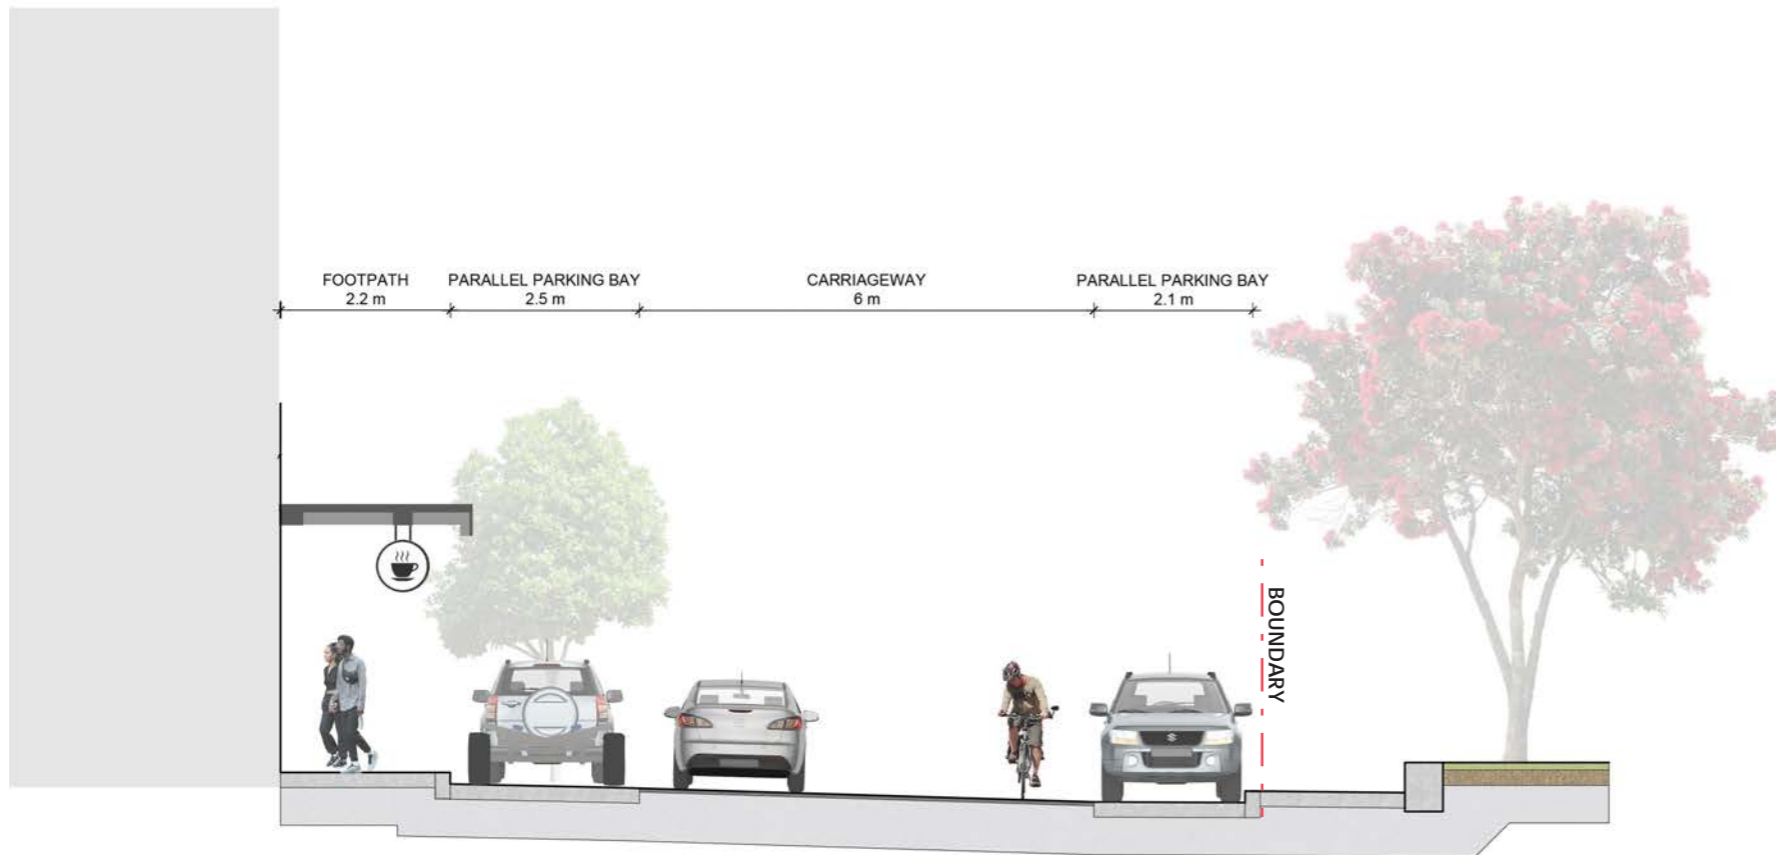 FOOTPATH
2.2 m
PARALLEL PARKING BAY
2.5 m
CARRIAGEWAY
6 m
PARALLEL PARKING BAY
2.1 m
BOUNDARY